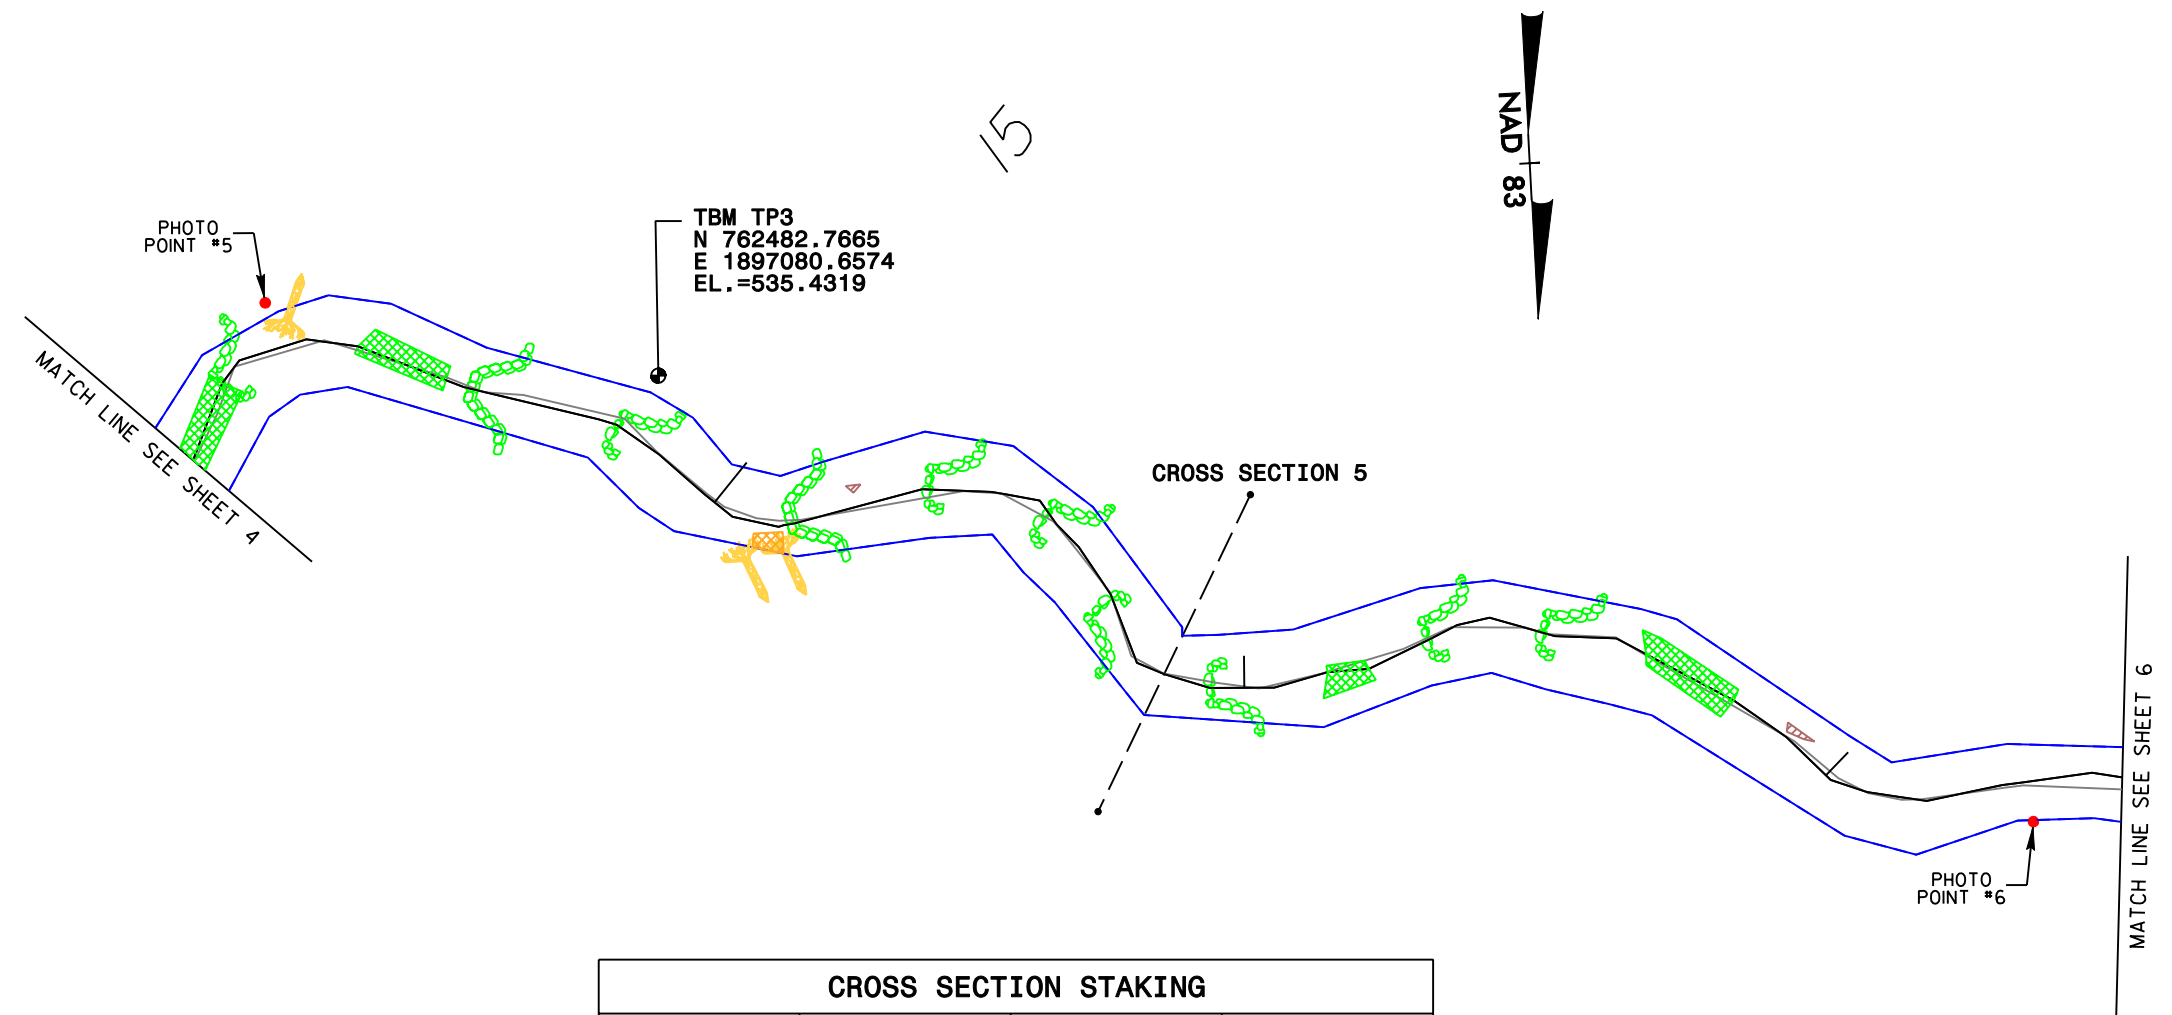 15
NAD 83
PHOTO
POINT #5
TBM TP3
N 762482.7665
E 1897080.6574
EL.=535.4319
MATCH LINE SEE SHEET 4
CROSS SECTION 5
MATCH LINE SEE SHEET 6
PHOTO
POINT #6
CROSS SECTION STAKING